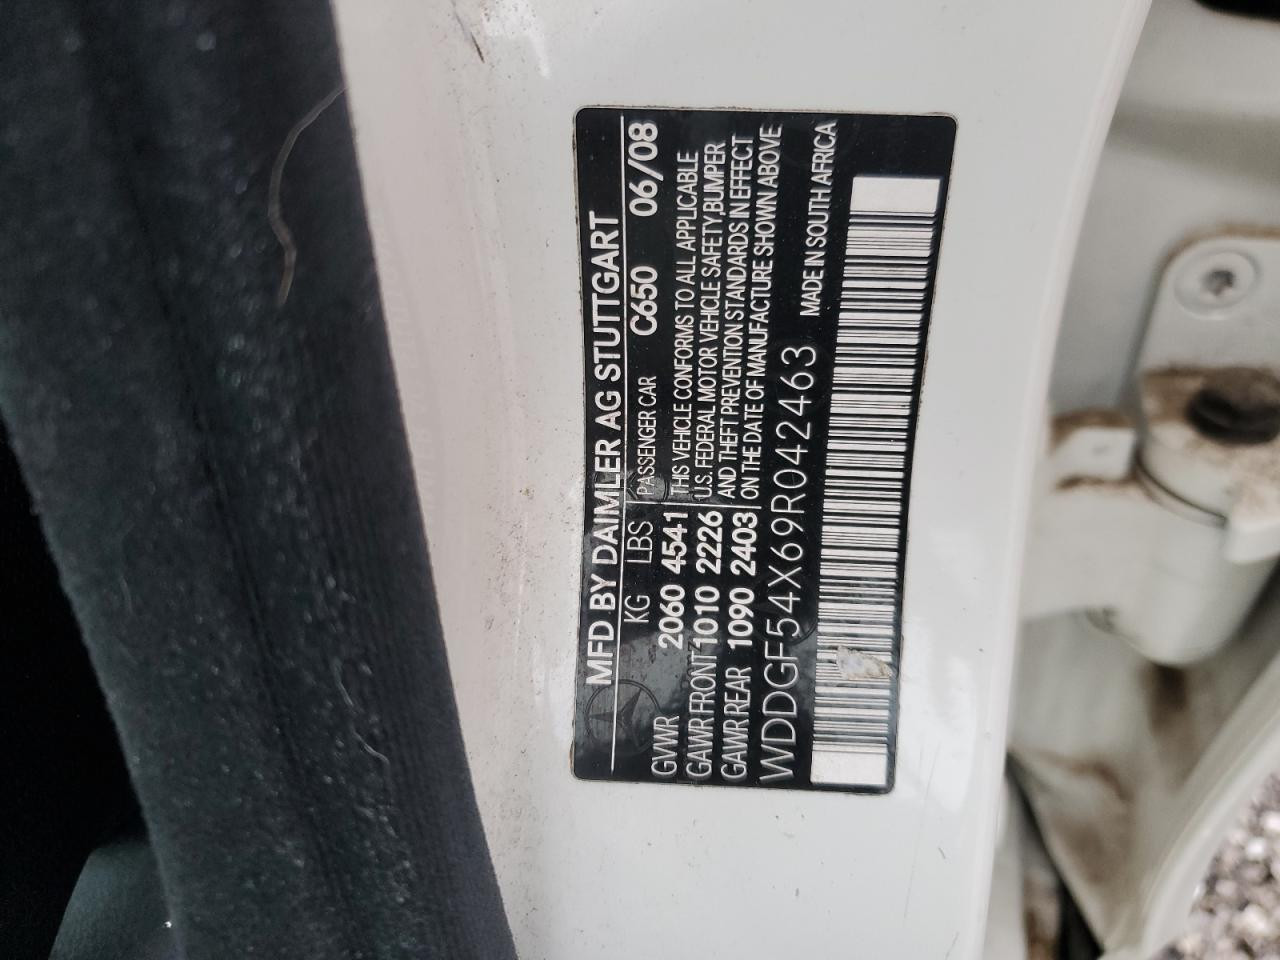 MFD BY DAIMLER AG STUTTGART
KG LBS PASSENGER CAR C650 06/08
GVWR 2060 4541 THIS VEHICLE CONFORMS TO ALL APPLICABLE
GAWR FRONT 1010 2226 U.S. FEDERAL MOTOR VEHICLE SAFETY,BUMPER
GAWR REAR 1090 2403 AND THEFT PREVENTION STANDARDS IN EFFECT
ON THE DATE OF MANUFACTURE SHOWN ABOVE
WDDGF54X69R042463 MADE IN SOUTH AFRICA